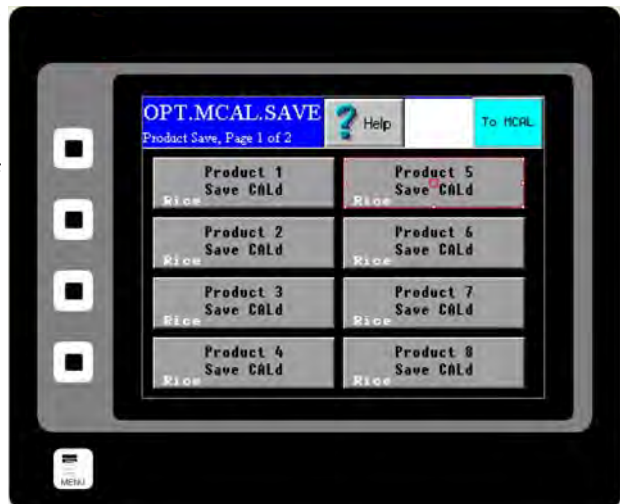 OPT.MCAL.SAVE
Product Save, Page 1 of 2
? Help
To MCAL
Product 1
Save CALd
Rice
Product 5
Save CALd
Rice
Product 2
Save CALd
Rice
Product 6
Save CALd
Rice
Product 3
Save CALd
Rice
Product 7
Save CALd
Rice
Product 4
Save CALd
Rice
Product 8
Save CALd
Rice
MENU